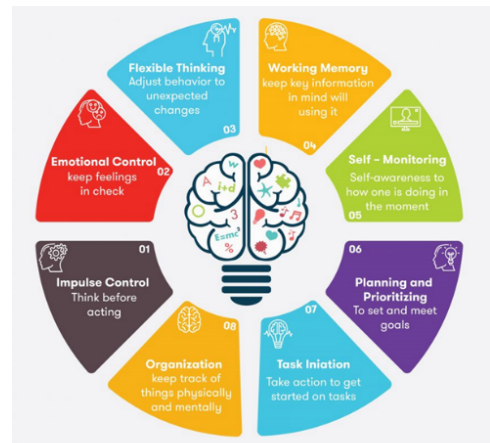 Flexible Thinking
Adjust behavior to
unexpected
changes
03
Working Memory
keep key information
in mind will
using it
04
Emotional Control
keep feelings
in check
02
Self - Monitoring
Self-awareness to
how one is doing in
the moment
05
01
Impulse Control
Think before
acting
06
Planning and
Prioritizing
To set and meet
goals
08
Organization
keep track of
things physically
and mentally
07
Task Iniation
Take action to get
started on tasks
W
A
i+d
3
E=mc²
%